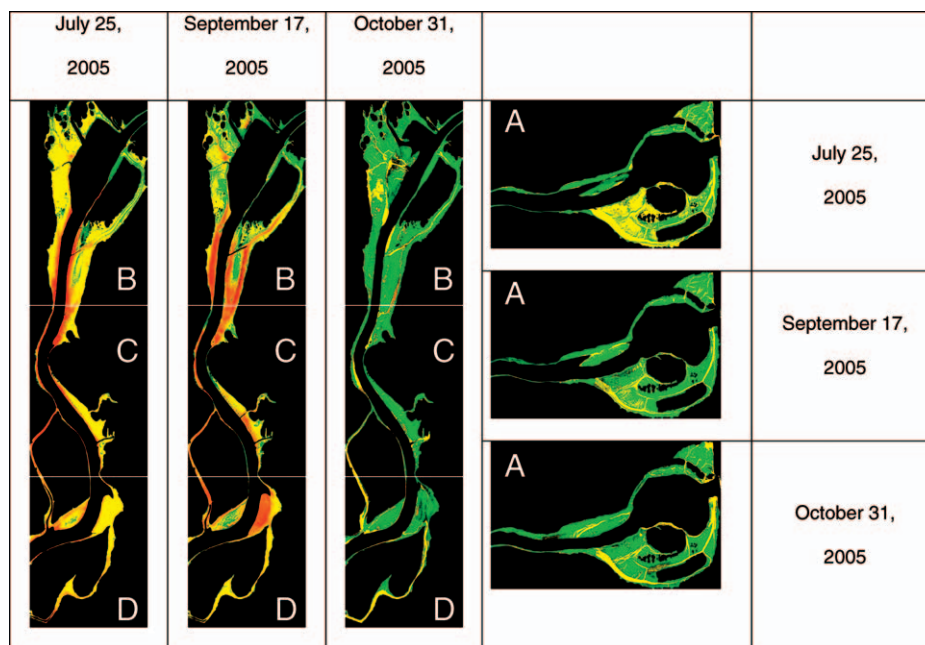 July 25,
2005
September 17,
2005
October 31,
2005
B
C
D
B
C
D
B
C
D
A
July 25,
2005
A
September 17,
2005
A
October 31,
2005